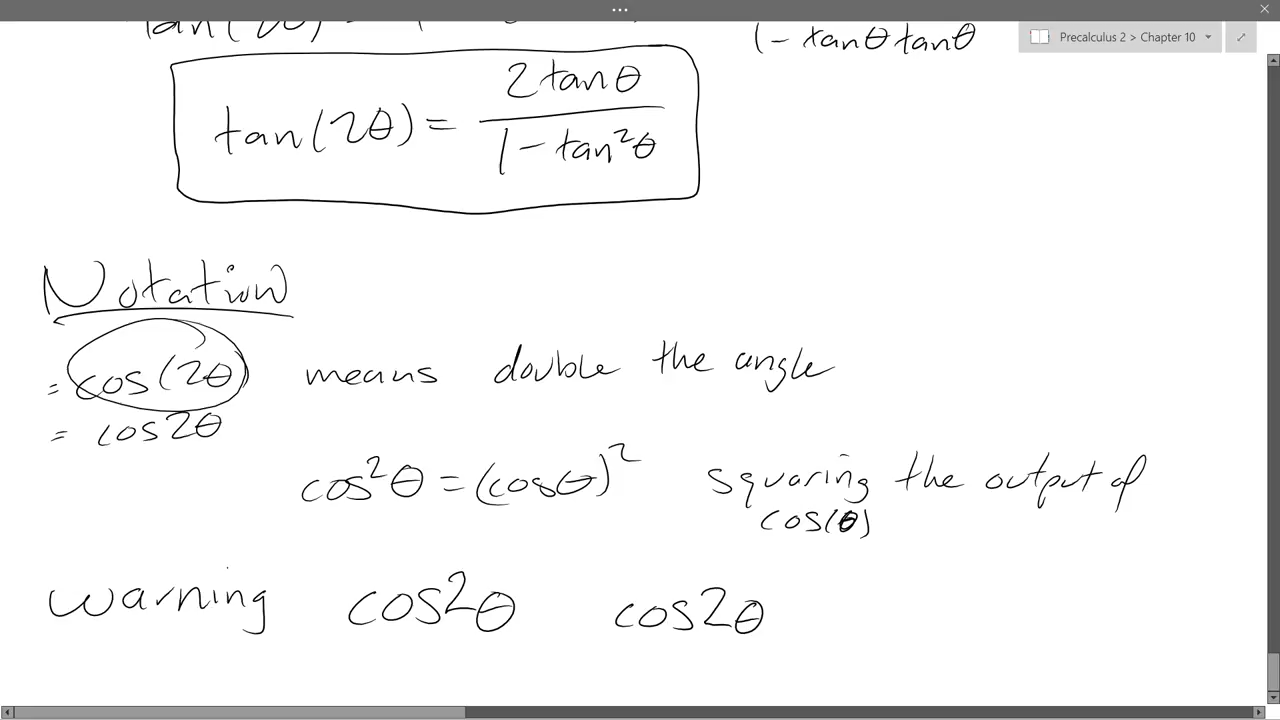 Precalculus 2 > Chapter 10
1 - tanθ tanθ
tan(2θ) = 2tanθ / 1 - tan²θ
Notation
= cos(2θ) means double the angle
= cos2θ
cos²θ = (cosθ)² squaring the output of
cos(θ)
warning cos²θ cos2θ